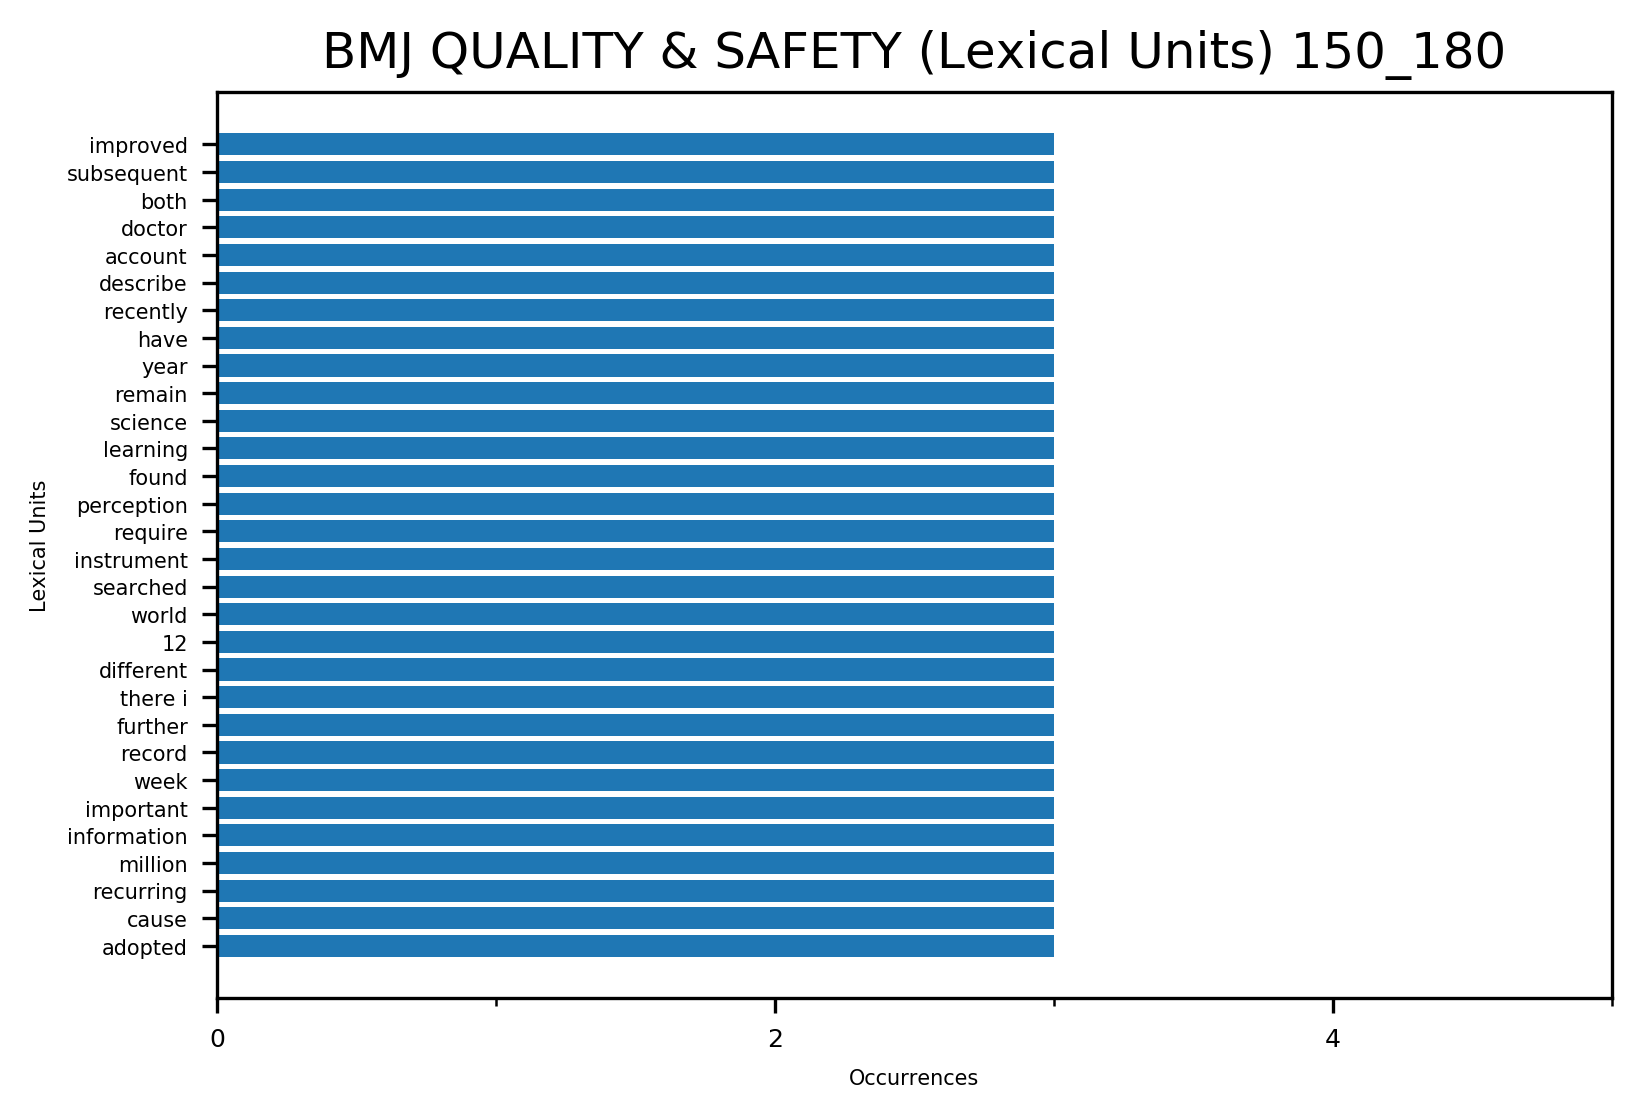 BMJ QUALITY & SAFETY (Lexical Units) 150_180
improved
subsequent
both
doctor
account
describe
recently
have
year
remain
science
learning
found
perception
require
instrument
searched
world
12
different
there i
further
record
week
important
information
million
recurring
cause
adopted
Lexical Units
0 2 4
Occurrences